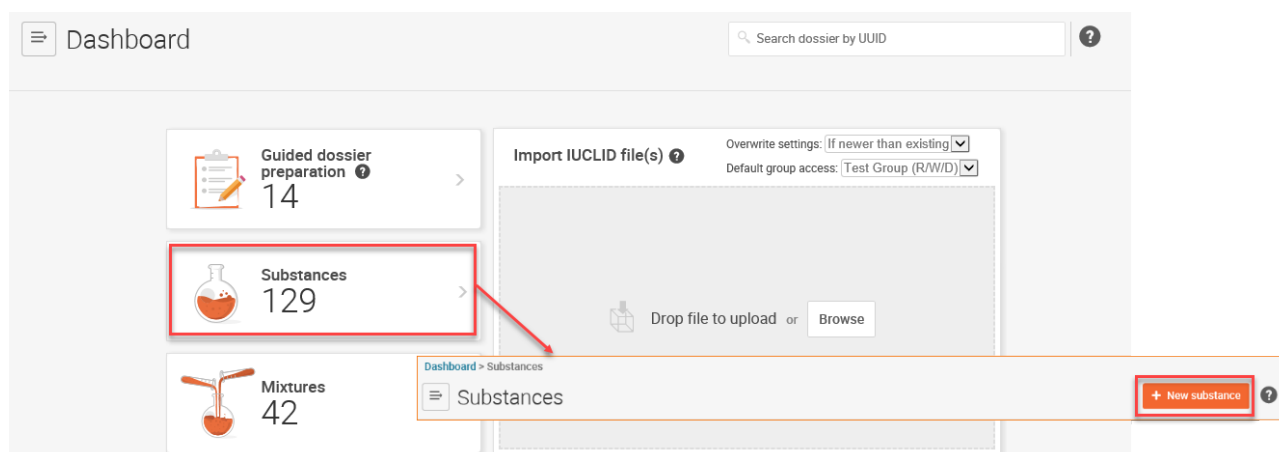 Dashboard
Search dossier by UUID
Guided dossier
preparation
14
Substances
129
Mixtures
42
Import IUCLID file(s)
Overwrite settings: If newer than existing
Default group access: Test Group (R/W/D)
Drop file to upload or Browse
Dashboard > Substances
Substances
+ New substance